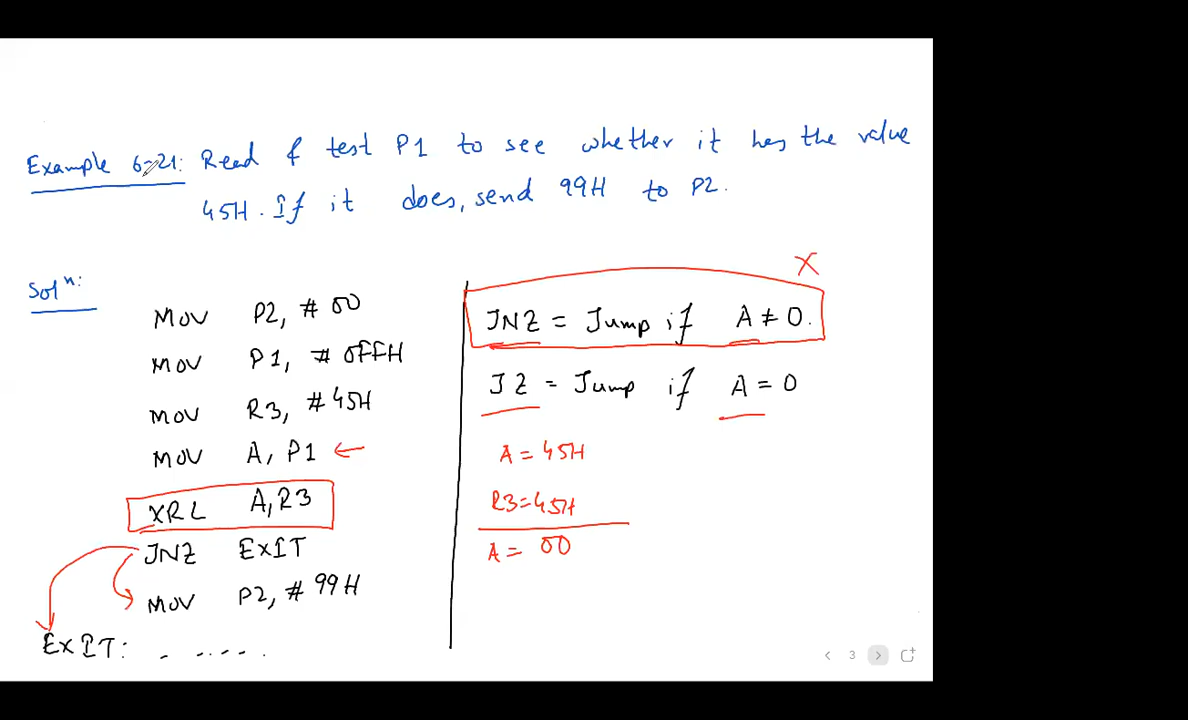 Example 6-21: Read & test P1 to see whether it has the value
45H. If it does, send 99H to P2.
Solⁿ:
MOV P2, #00
MOV P1, #0FFH
MOV R3, #45H
MOV A, P1 ←
XRL A, R3
JNZ EXIT
MOV P2, #99H
EXIT: - ......
X
JNZ = Jump if A ≠ 0.
JZ = Jump if A = 0
A = 45H
R3 = 45H
A = 00
< 3 >